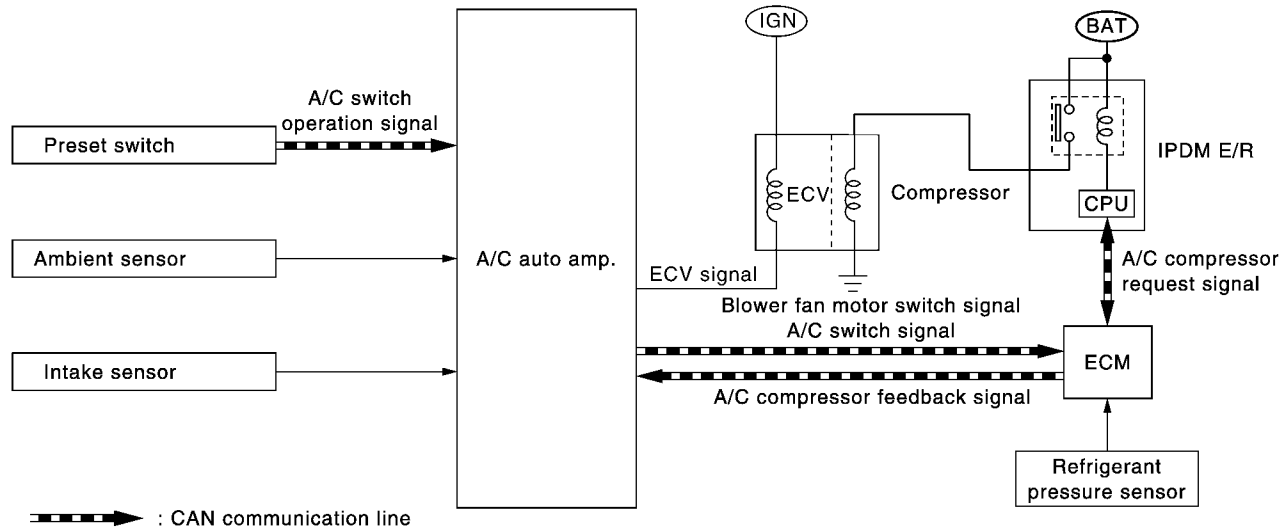 IGN
BAT
A/C switch
operation signal
Preset switch
IPDM E/R
ECV
Compressor
CPU
Ambient sensor
A/C auto amp.
ECV signal
A/C compressor
request signal
Blower fan motor switch signal
A/C switch signal
Intake sensor
ECM
A/C compressor feedback signal
Refrigerant
pressure sensor
: CAN communication line